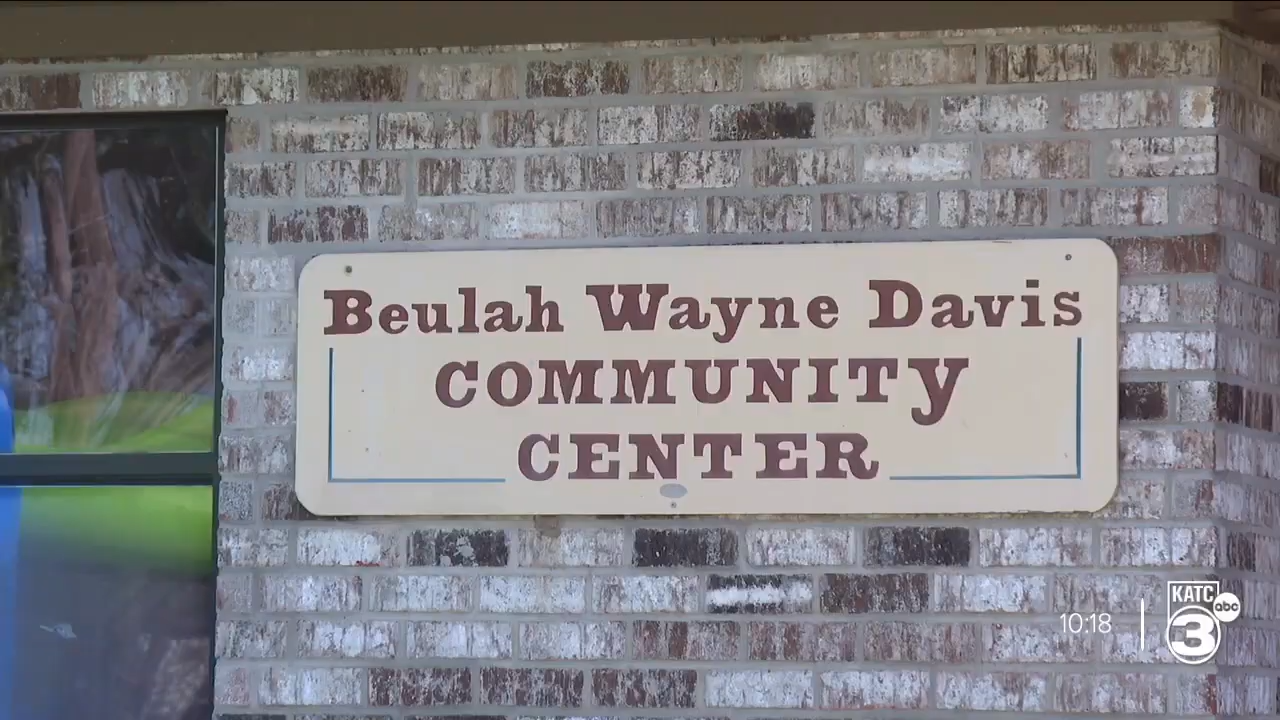 Beulah Wayne Davis
COMMUNITY
CENTER
10:18
KATC
abc
3